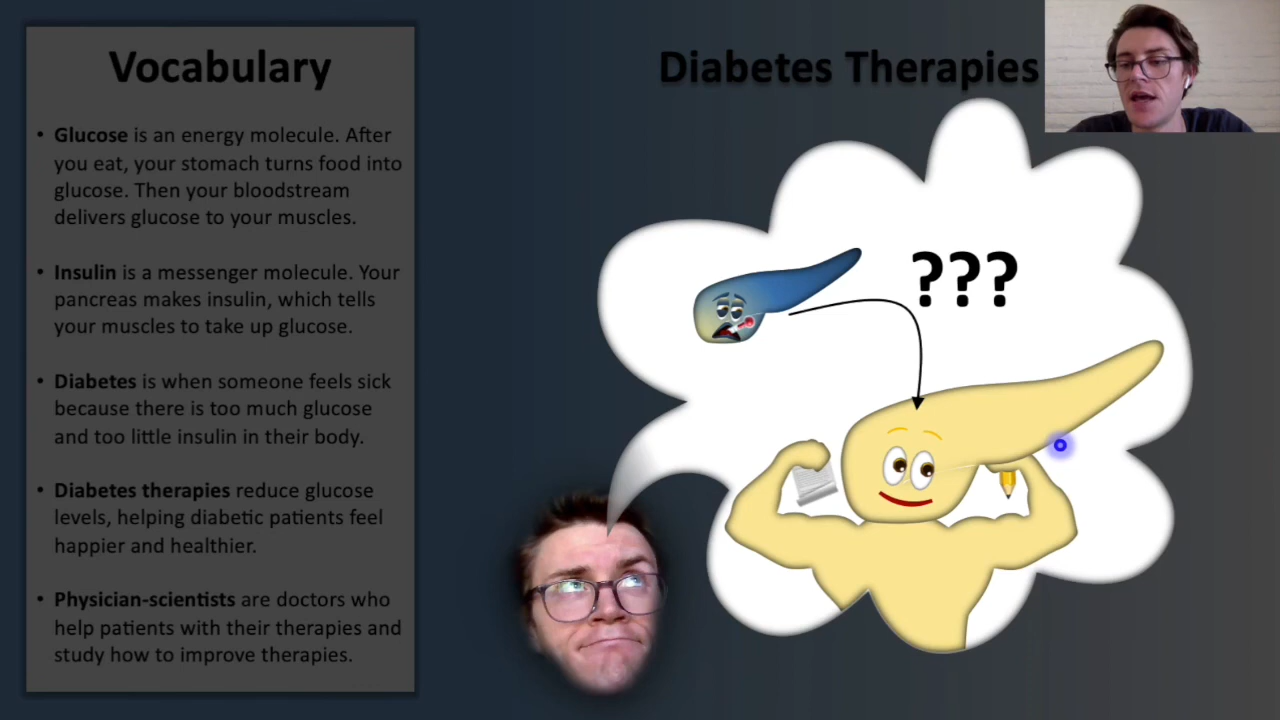 Vocabulary
• Glucose is an energy molecule. After
you eat, your stomach turns food into
glucose. Then your bloodstream
delivers glucose to your muscles.
• Insulin is a messenger molecule. Your
pancreas makes insulin, which tells
your muscles to take up glucose.
• Diabetes is when someone feels sick
because there is too much glucose
and too little insulin in their body.
• Diabetes therapies reduce glucose
levels, helping diabetic patients feel
happier and healthier.
• Physician-scientists are doctors who
help patients with their therapies and
study how to improve therapies.
Diabetes Therapies
???